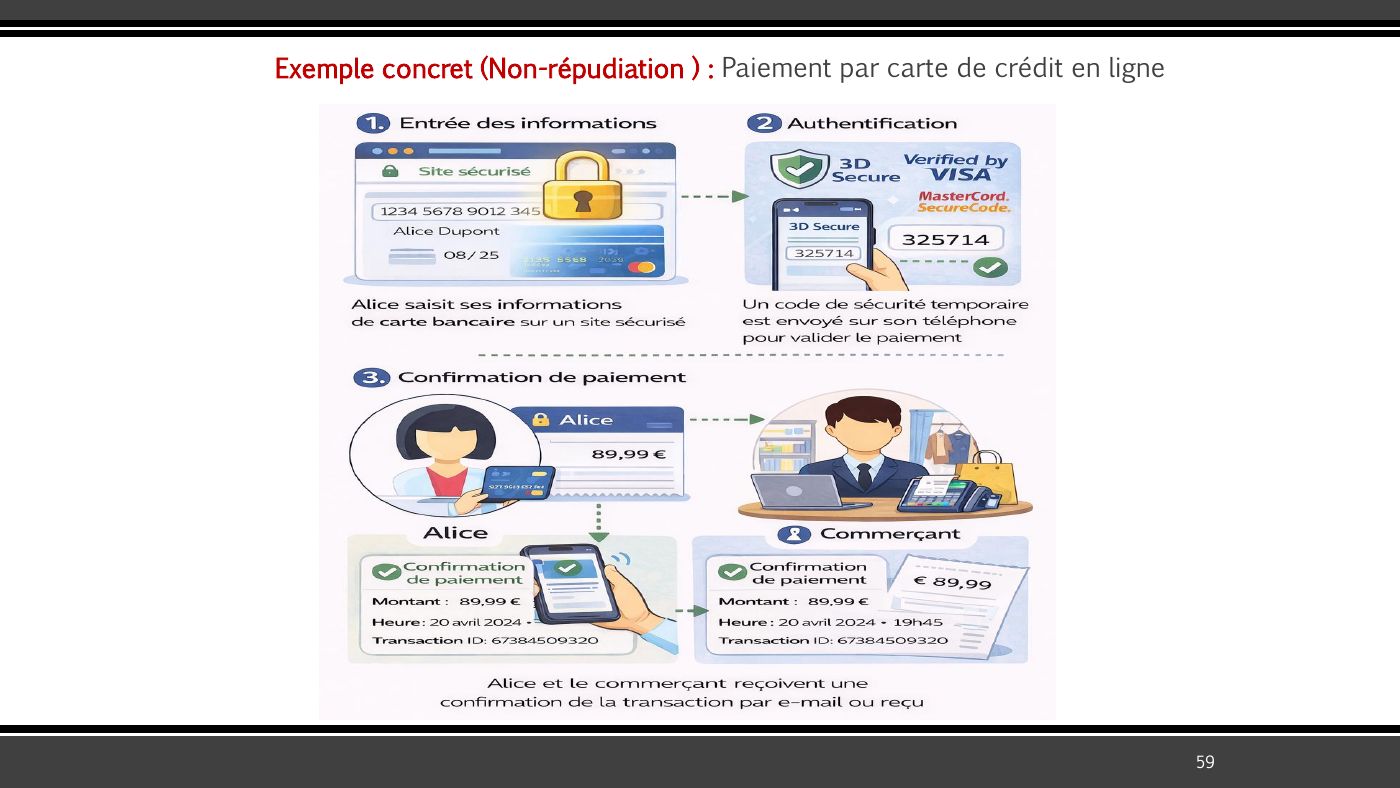 Exemple concret (Non-répudiation ) : Paiement par carte de crédit en ligne
1. Entrée des informations
Site sécurisé
1234 5678 9012 345
Alice Dupont
08/25
Alice saisit ses informations
de carte bancaire sur un site sécurisé
2 Authentification
3D
Secure
Verified by
VISA
MasterCord.
SecureCode.
3D Secure
325714
325714
Un code de sécurité temporaire
est envoyé sur son téléphone
pour valider le paiement
3. Confirmation de paiement
Alice
89,99 €
Alice
Commerçant
Confirmation
de paiement
Montant : 89,99 €
Heure : 20 avril 2024 •
Transaction ID: 67384509320
Confirmation
de paiement
Montant : 89,99 €
Heure : 20 avril 2024 • 19h45
Transaction ID: 67384509320
€ 89,99
Alice et le commerçant reçoivent une
confirmation de la transaction par e-mail ou reçu
59